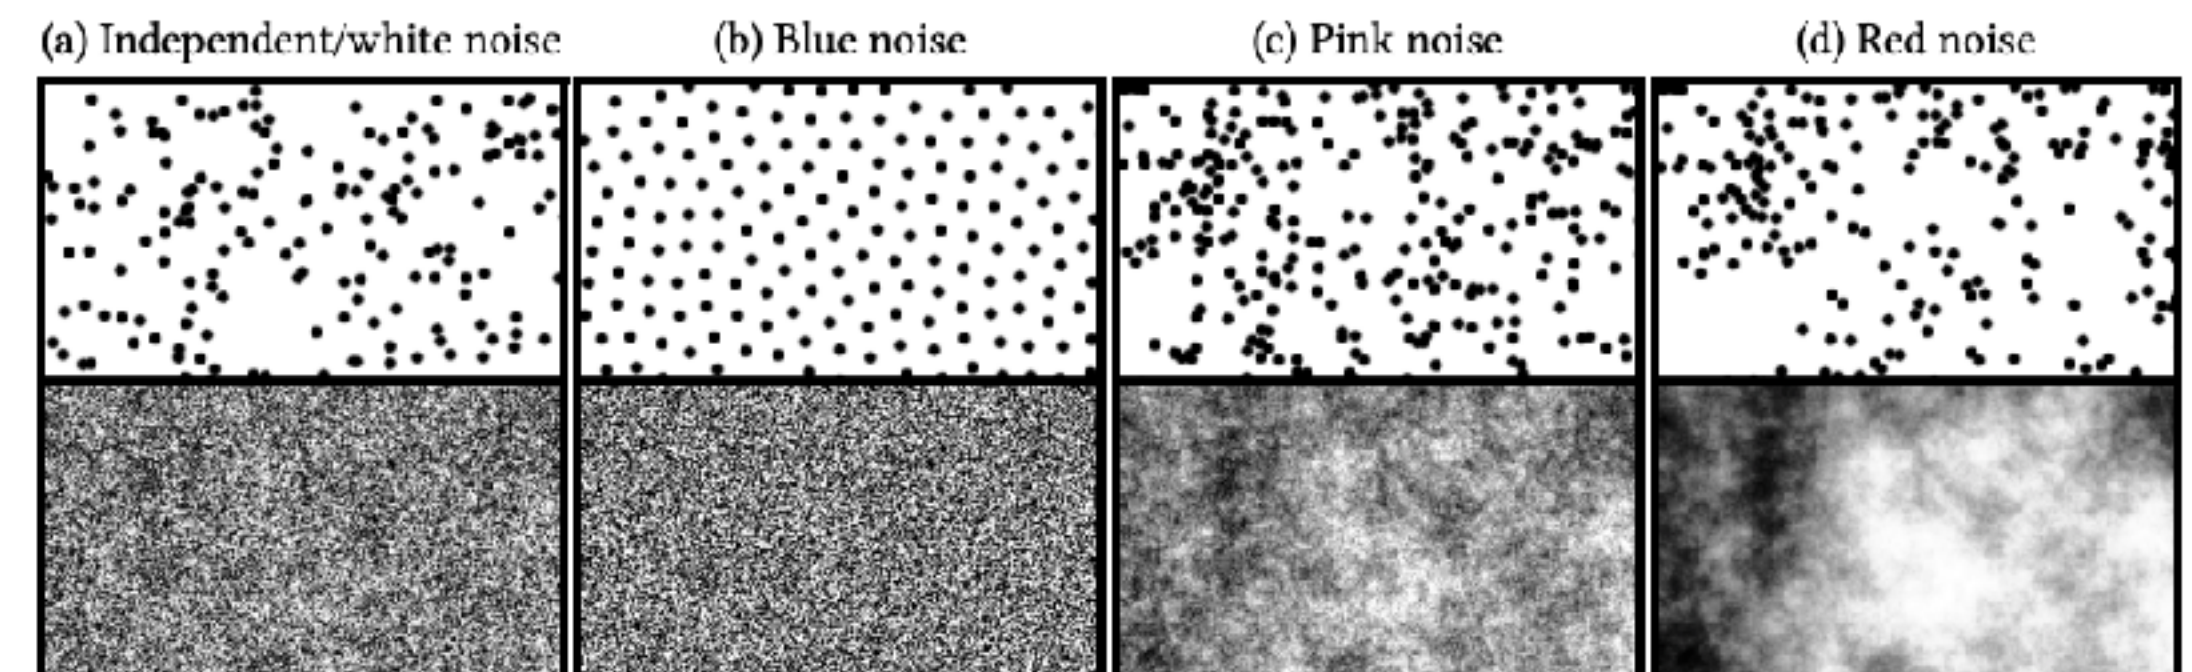 (a) Independent/white noise
(b) Blue noise
(c) Pink noise
(d) Red noise